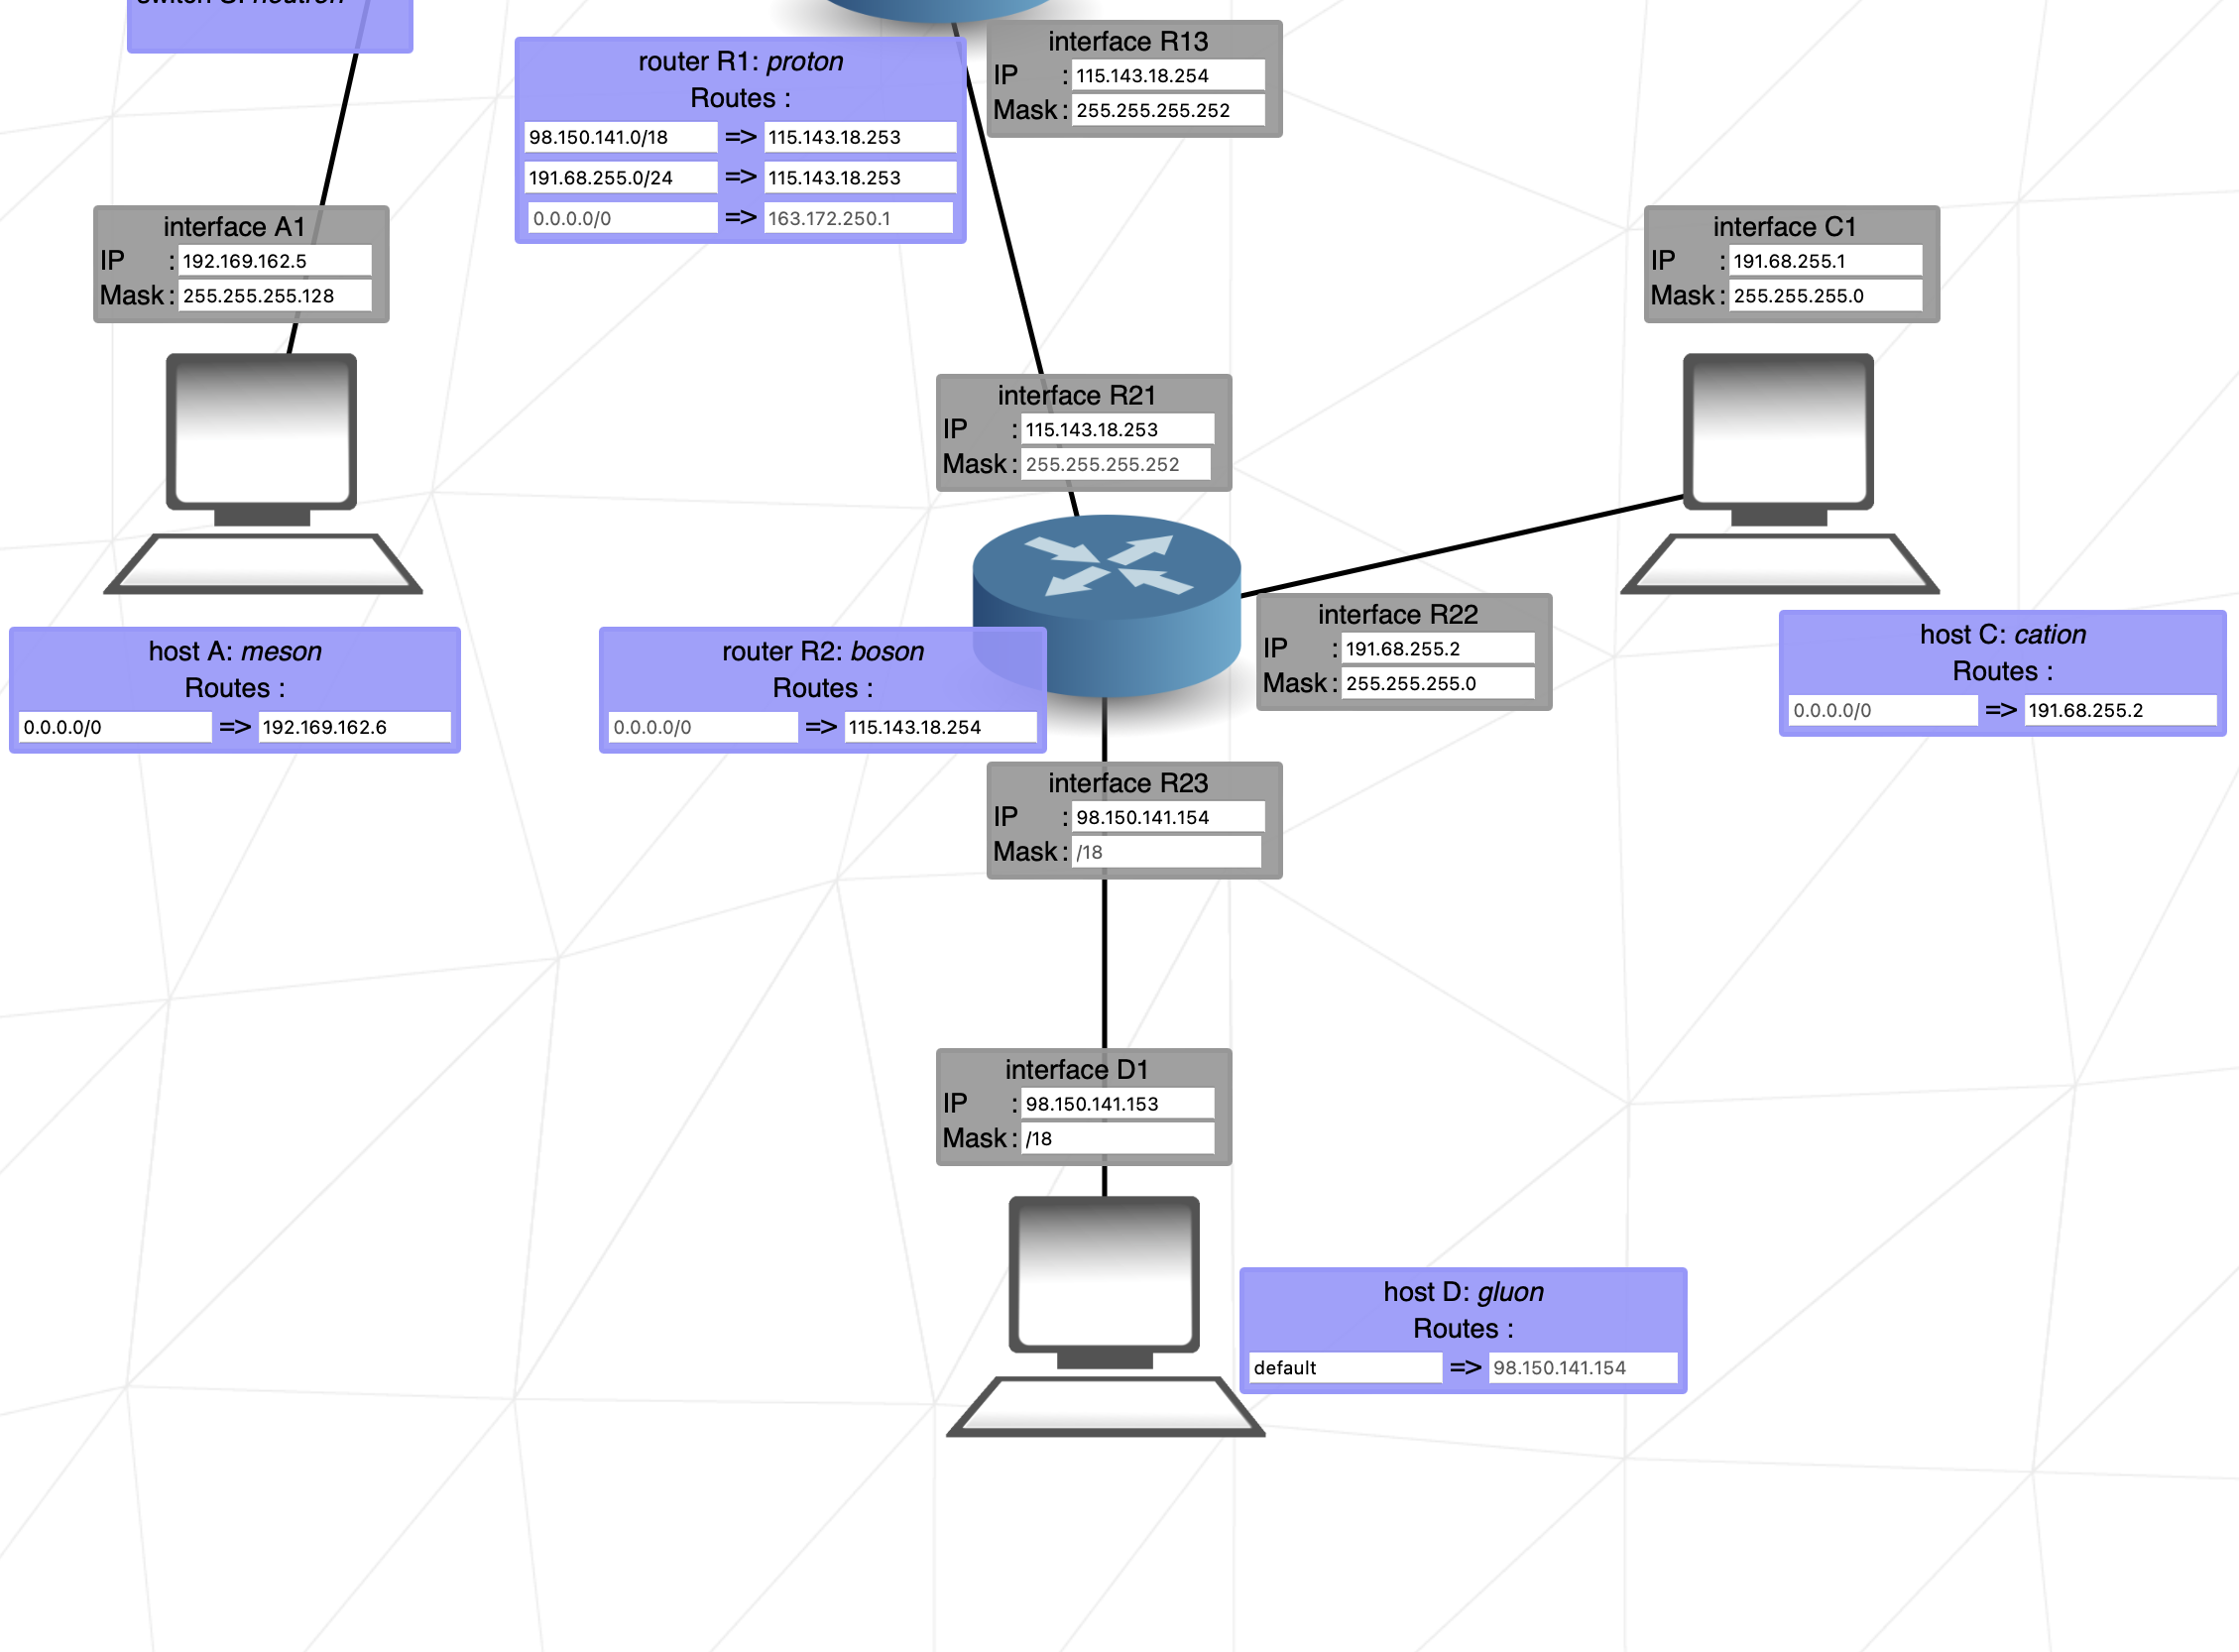 interface R13
IP : 115.143.18.254
Mask : 255.255.255.252
router R1: proton
Routes :
98.150.141.0/18 => 115.143.18.253
191.68.255.0/24 => 115.143.18.253
0.0.0.0/0 => 163.172.250.1
interface A1
IP : 192.169.162.5
Mask : 255.255.255.128
interface C1
IP : 191.68.255.1
Mask : 255.255.255.0
interface R21
IP : 115.143.18.253
Mask : 255.255.255.252
interface R22
IP : 191.68.255.2
Mask : 255.255.255.0
host A: meson
Routes :
0.0.0.0/0 => 192.169.162.6
router R2: boson
Routes :
0.0.0.0/0 => 115.143.18.254
host C: cation
Routes :
0.0.0.0/0 => 191.68.255.2
interface R23
IP : 98.150.141.154
Mask : /18
interface D1
IP : 98.150.141.153
Mask : /18
host D: gluon
Routes :
default => 98.150.141.154